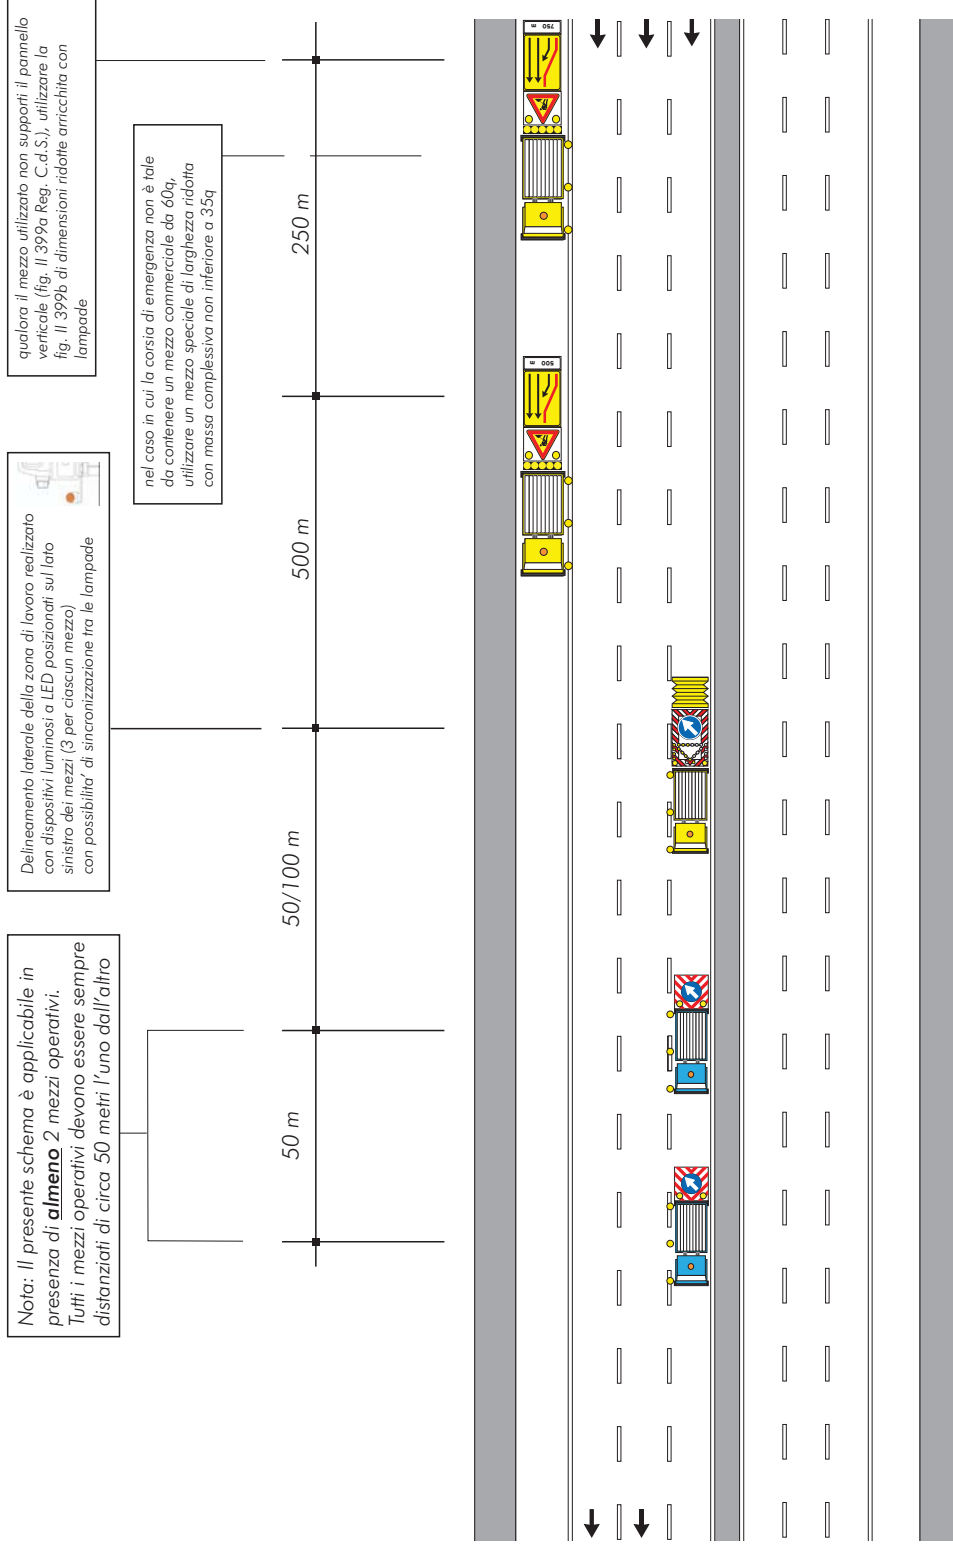 qualora il mezzo utilizzato non supporti il pannello
verticale (fig. II 399a Reg. C.d.S.), utilizzare la
fig. II 399b di dimensioni ridotte arricchita con
lampade
nel caso in cui la corsia di emergenza non è tale
da contenere un mezzo commerciale da 60q,
utilizzare un mezzo speciale di larghezza ridotta
con massa complessiva non inferiore a 35q
Delineamento laterale della zona di lavoro realizzato
con dispositivi luminosi a LED posizionati sul lato
sinistro dei mezzi (3 per ciascun mezzo)
con possibilita' di sincronizzazione tra le lampade
Nota: Il presente schema è applicabile in
presenza di almeno 2 mezzi operativi.
Tutti i mezzi operativi devono essere sempre
distanziati di circa 50 metri l'uno dall'altro
250 m
500 m
50/100 m
50 m
750 m
500 m